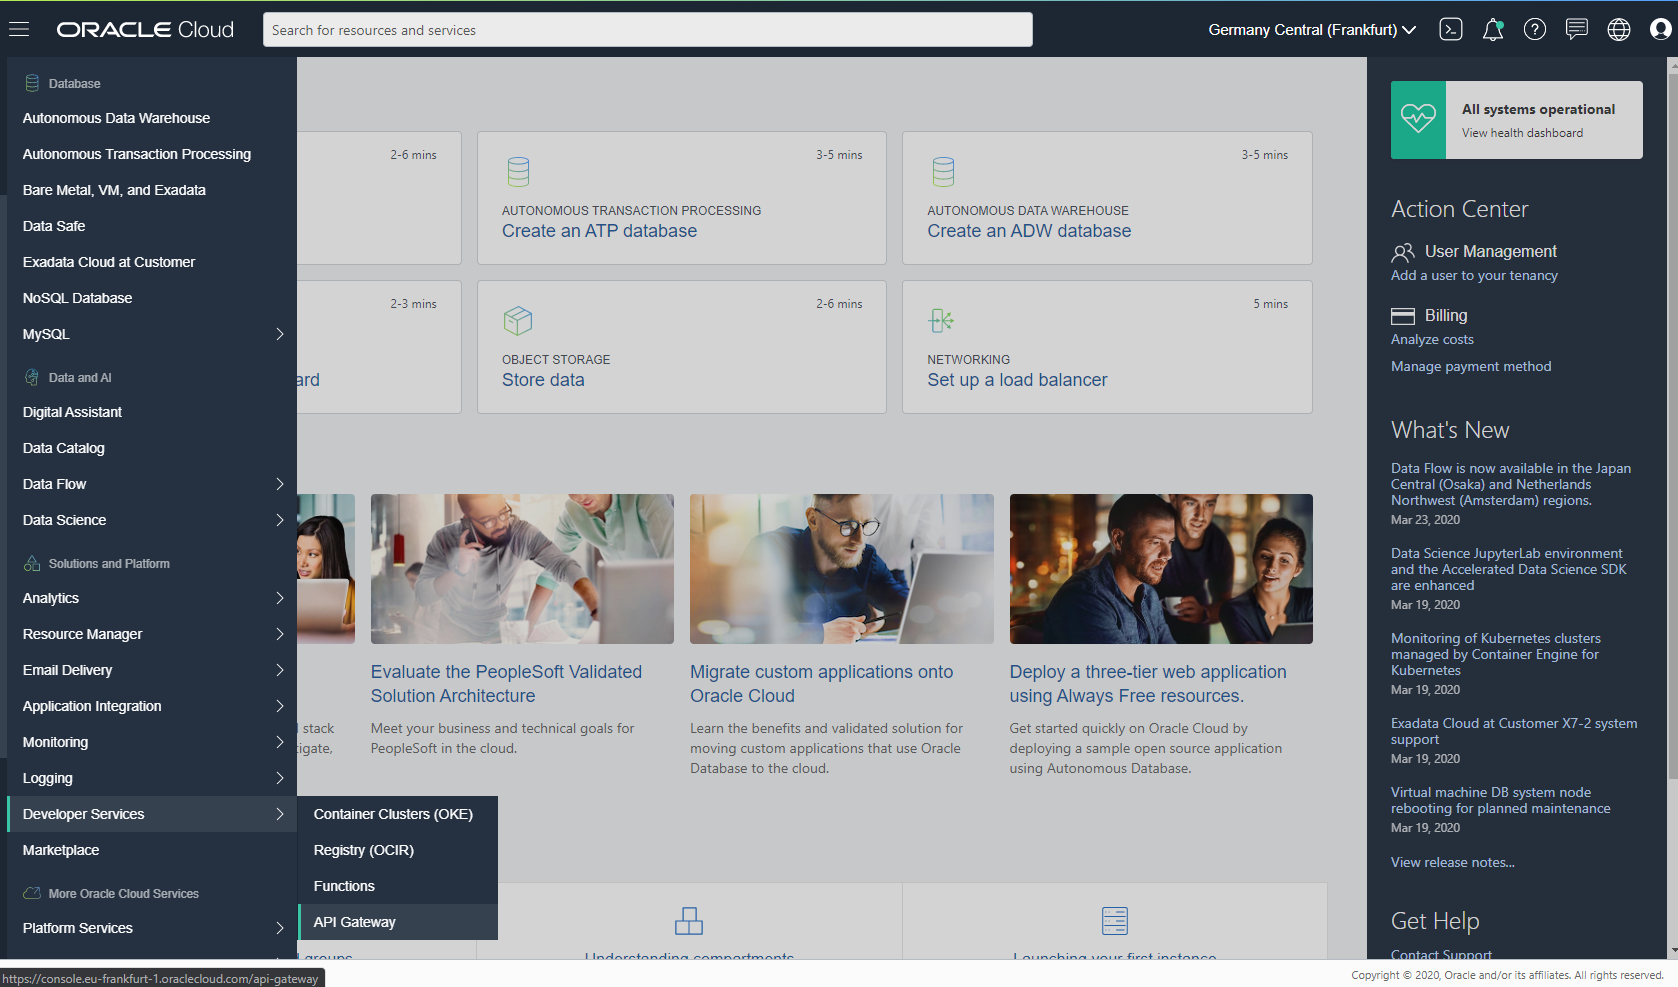 ORACLE Cloud
Search for resources and services
Germany Central (Frankfurt)
Database
Autonomous Data Warehouse
Autonomous Transaction Processing
Bare Metal, VM, and Exadata
Data Safe
Exadata Cloud at Customer
NoSQL Database
MySQL
Data and AI
Digital Assistant
Data Catalog
Data Flow
Data Science
Solutions and Platform
Analytics
Resource Manager
Email Delivery
Application Integration
Monitoring
Logging
Developer Services
Marketplace
More Oracle Cloud Services
Platform Services
Container Clusters (OKE)
Registry (OCIR)
Functions
API Gateway
2-6 mins
3-5 mins
AUTONOMOUS TRANSACTION PROCESSING
Create an ATP database
3-5 mins
AUTONOMOUS DATA WAREHOUSE
Create an ADW database
2-3 mins
ard
2-6 mins
OBJECT STORAGE
Store data
5 mins
NETWORKING
Set up a load balancer
stack
igate,
Evaluate the PeopleSoft Validated
Solution Architecture
Meet your business and technical goals for
PeopleSoft in the cloud.
Migrate custom applications onto
Oracle Cloud
Learn the benefits and validated solution for
moving custom applications that use Oracle
Database to the cloud.
Deploy a three-tier web application
using Always Free resources.
Get started quickly on Oracle Cloud by
deploying a sample open source application
using Autonomous Database.
groups
Understanding compartments
Launching your first instance
All systems operational
View health dashboard
Action Center
User Management
Add a user to your tenancy
Billing
Analyze costs
Manage payment method
What's New
Data Flow is now available in the Japan
Central (Osaka) and Netherlands
Northwest (Amsterdam) regions.
Mar 23, 2020
Data Science JupyterLab environment
and the Accelerated Data Science SDK
are enhanced
Mar 19, 2020
Monitoring of Kubernetes clusters
managed by Container Engine for
Kubernetes
Mar 19, 2020
Exadata Cloud at Customer X7-2 system
support
Mar 19, 2020
Virtual machine DB system node
rebooting for planned maintenance
Mar 19, 2020
View release notes...
Get Help
Contact Support
https://console.eu-frankfurt-1.oraclecloud.com/api-gateway
Copyright © 2020, Oracle and/or its affiliates. All rights reserved.